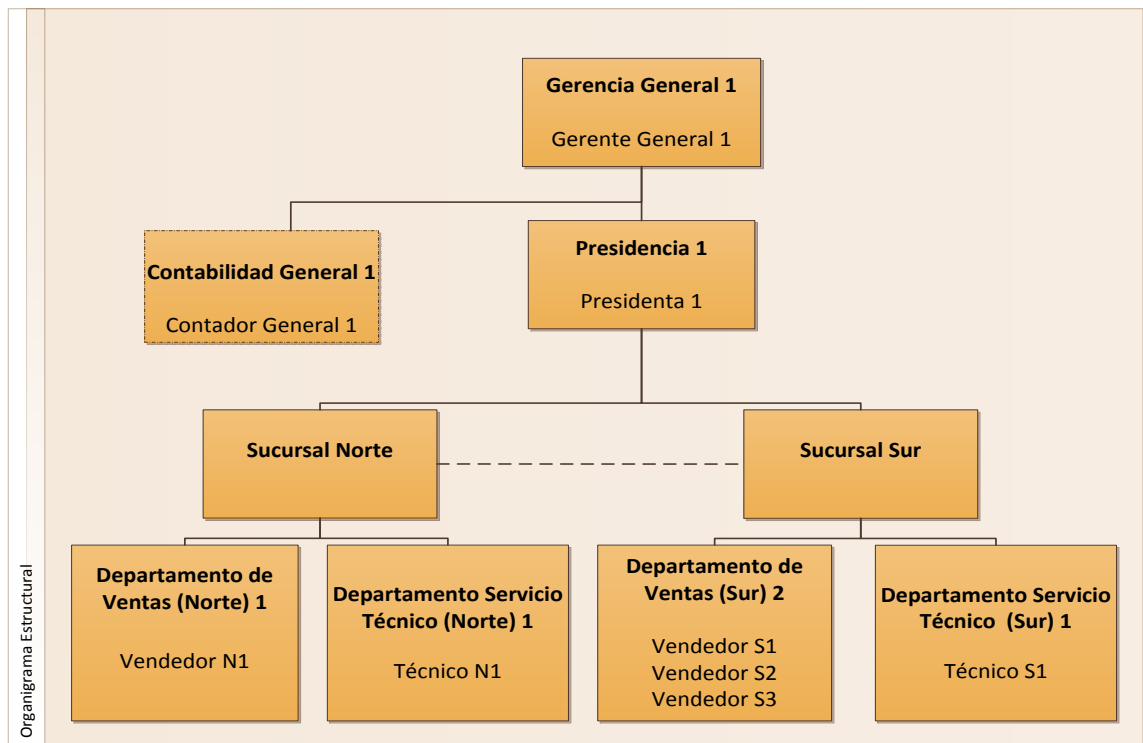 Gerencia General 1
Gerente General 1
Contabilidad General 1
Contador General 1
Presidencia 1
Presidenta 1
Sucursal Norte
Sucursal Sur
Departamento de
Ventas (Norte) 1
Vendedor N1
Departamento Servicio
Técnico (Norte) 1
Técnico N1
Departamento de
Ventas (Sur) 2
Vendedor S1
Vendedor S2
Vendedor S3
Departamento Servicio
Técnico (Sur) 1
Técnico S1
Organigrama Estructural